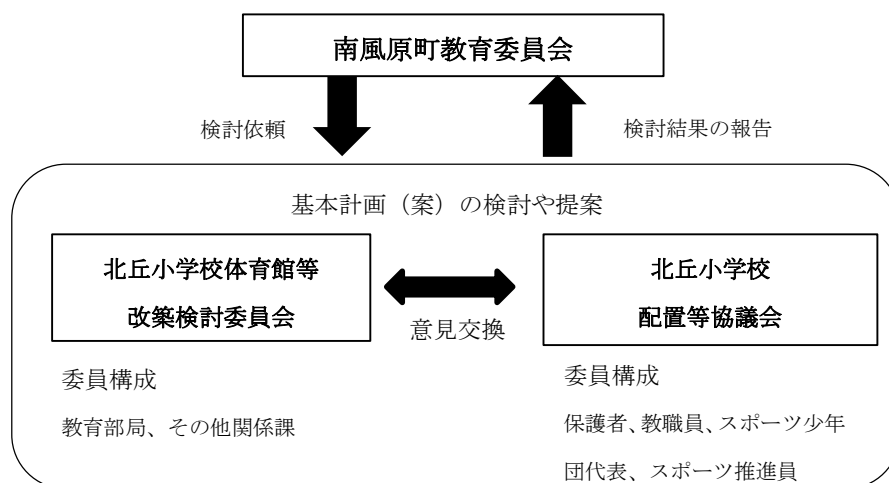 南風原町教育委員会
検討依頼
検討結果の報告
基本計画（案）の検討や提案
北丘小学校体育館等
改築検討委員会
意見交換
北丘小学校
配置等協議会
委員構成
教育部局、その他関係課
委員構成
保護者、教職員、スポーツ少年
団代表、スポーツ推進員